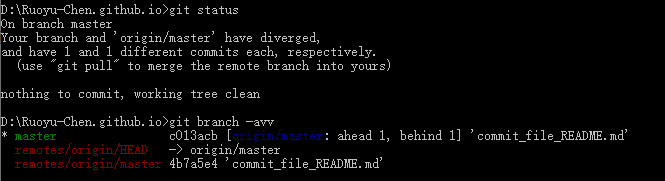 D:\Ruoyu-Chen.github.io>git status
On branch master
Your branch and 'origin/master' have diverged,
and have 1 and 1 different commits each, respectively.
  (use "git pull" to merge the remote branch into yours)
nothing to commit, working tree clean
D:\Ruoyu-Chen.github.io>git branch -avv
* master                c013acb [origin/master: ahead 1, behind 1] 'commit_file_README.md'
  remotes/origin/HEAD   -> origin/master
  remotes/origin/master 4b7a5e4 'commit_file_README.md'